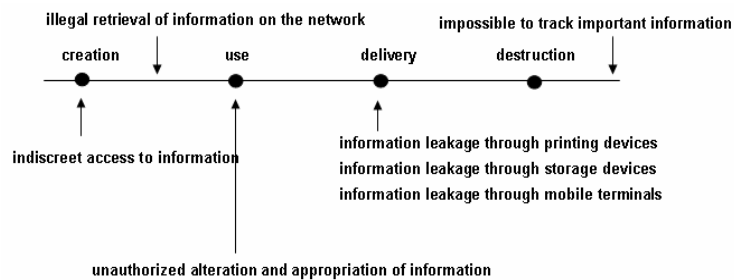 illegal retrieval of information on the network
impossible to track important information
creation
use
delivery
destruction
indiscreet access to information
information leakage through printing devices
information leakage through storage devices
information leakage through mobile terminals
unauthorized alteration and appropriation of information